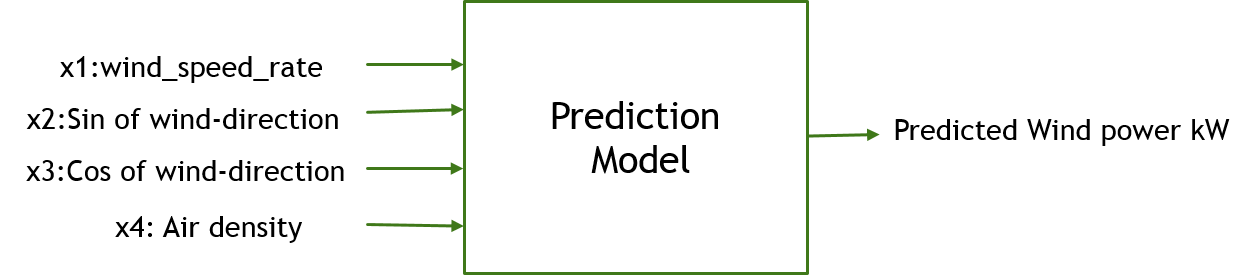 x1:wind_speed_rate
x2:Sin of wind-direction
x3:Cos of wind-direction
x4: Air density
Prediction
Model
Predicted Wind power kW